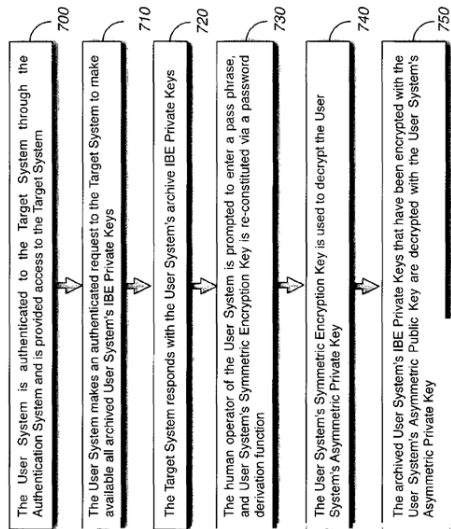 The User System is authenticated to the Target System through the
Authentication System and is provided access to the Target System
700
The User System makes an authenticated request to the Target System to make
available all archived User System's IBE Private Keys
710
The Target System responds with the User System's archive IBE Private Keys
720
The human operator of the User System is prompted to enter a pass phrase,
and User System's Symmetric Encryption Key is re-constituted via a password
derivation function
730
The User System's Symmetric Encryption Key is used to decrypt the User
System's Asymmetric Private Key
740
The archived User System's IBE Private Keys that have been encrypted with the
User System's Asymmetric Public Key are decrypted with the User System's
Asymmetric Private Key
750